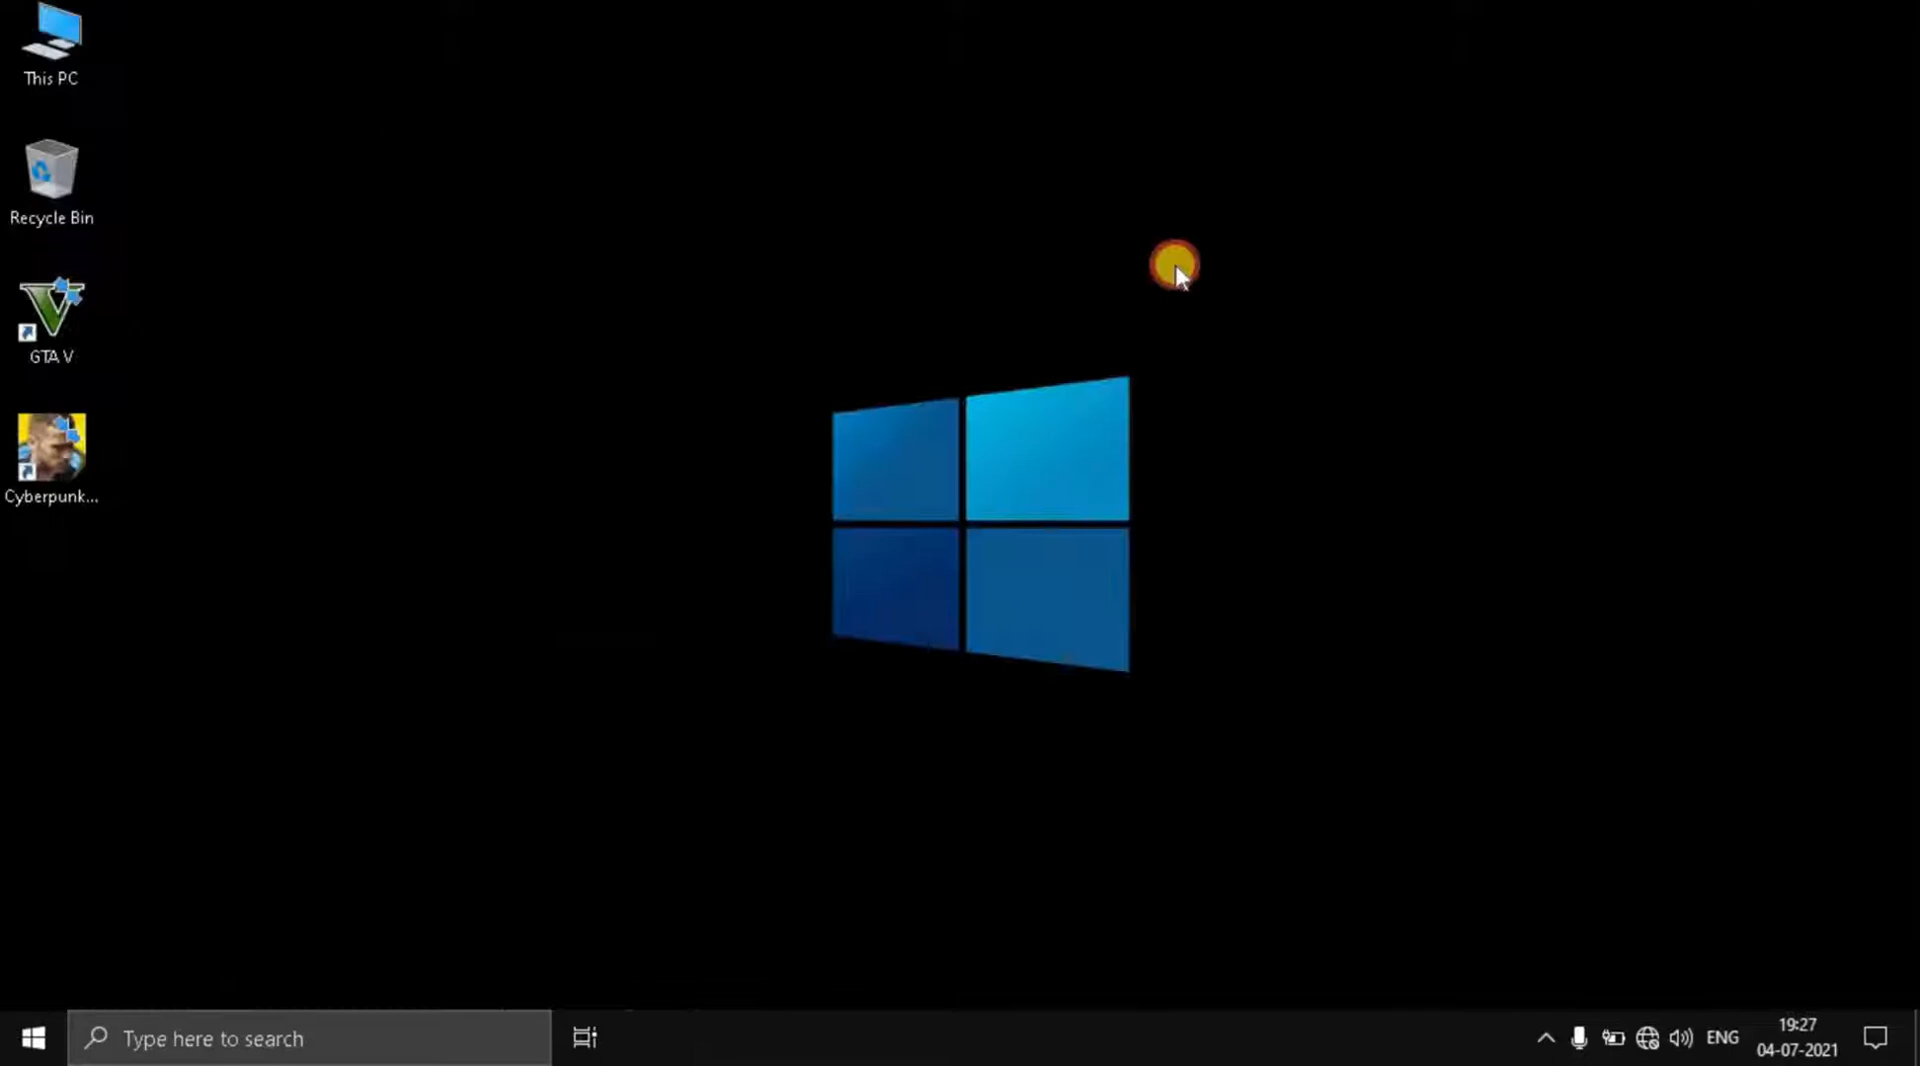 This PC
Recycle Bin
GTA V
Cyberpunk...
Type here to search
ENG
19:27
04-07-2021